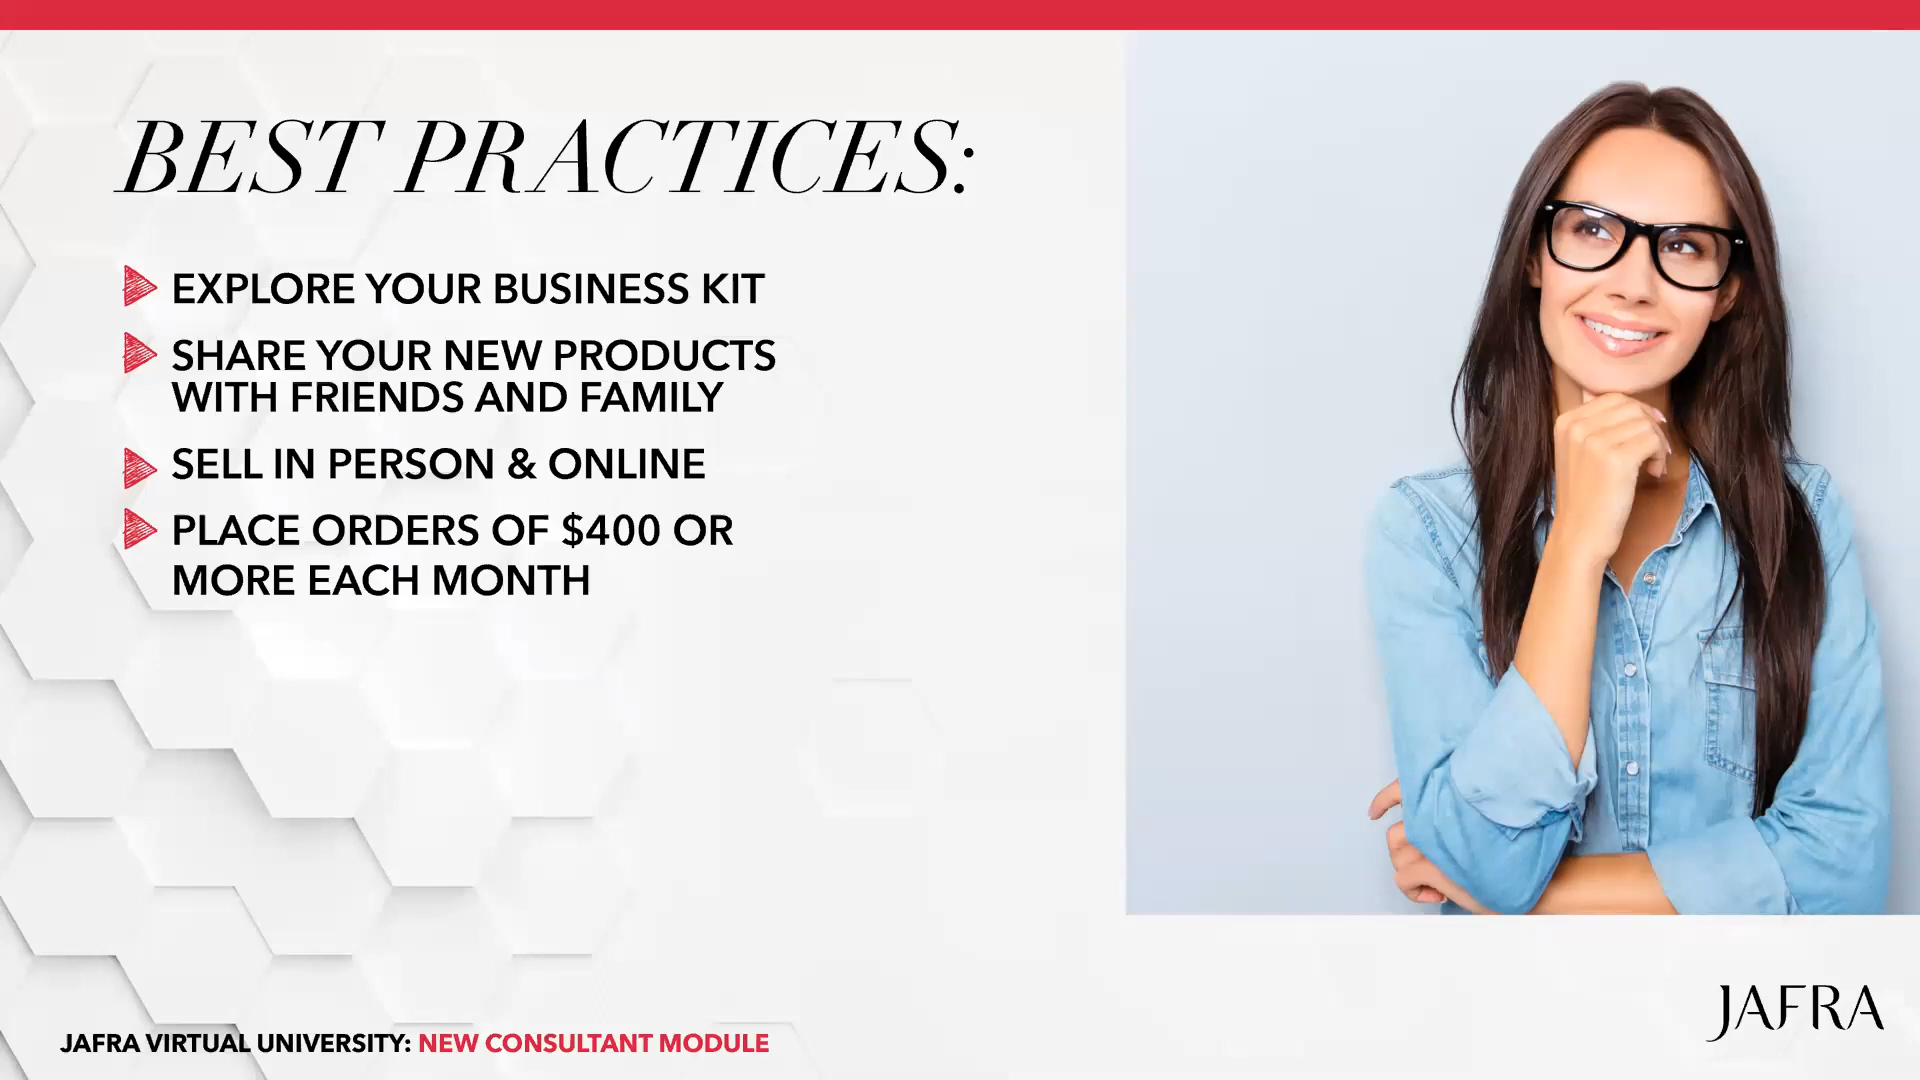 BEST PRACTICES:
EXPLORE YOUR BUSINESS KIT
SHARE YOUR NEW PRODUCTS
WITH FRIENDS AND FAMILY
SELL IN PERSON & ONLINE
PLACE ORDERS OF $400 OR
MORE EACH MONTH
JAFRA
JAFRA VIRTUAL UNIVERSITY: NEW CONSULTANT MODULE